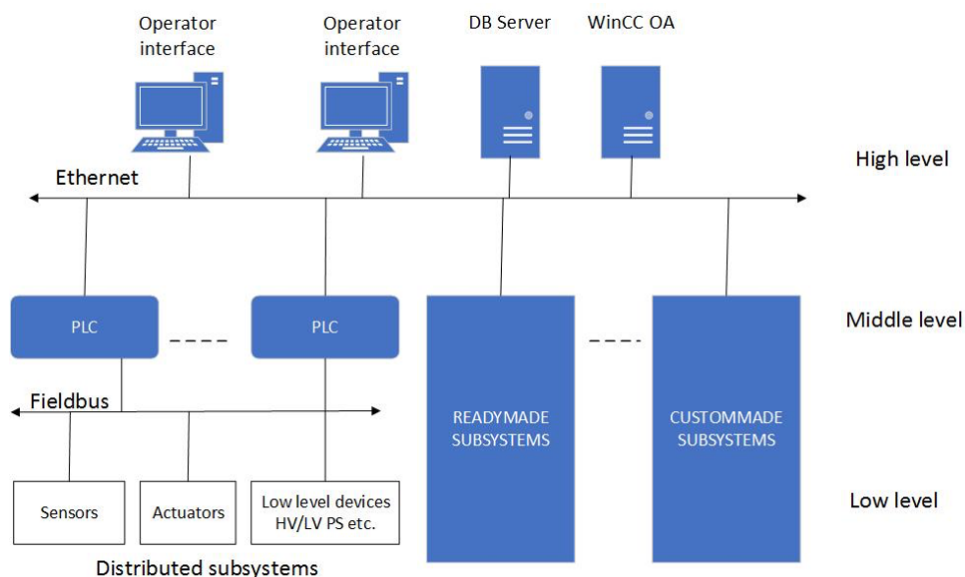 Operator
interface
Operator
interface
DB Server
WinCC OA
High level
Ethernet
PLC
PLC
Middle level
Fieldbus
READYMADE
SUBSYSTEMS
CUSTOMMADE
SUBSYSTEMS
Sensors
Actuators
Low level devices
HV/LV PS etc.
Low level
Distributed subsystems